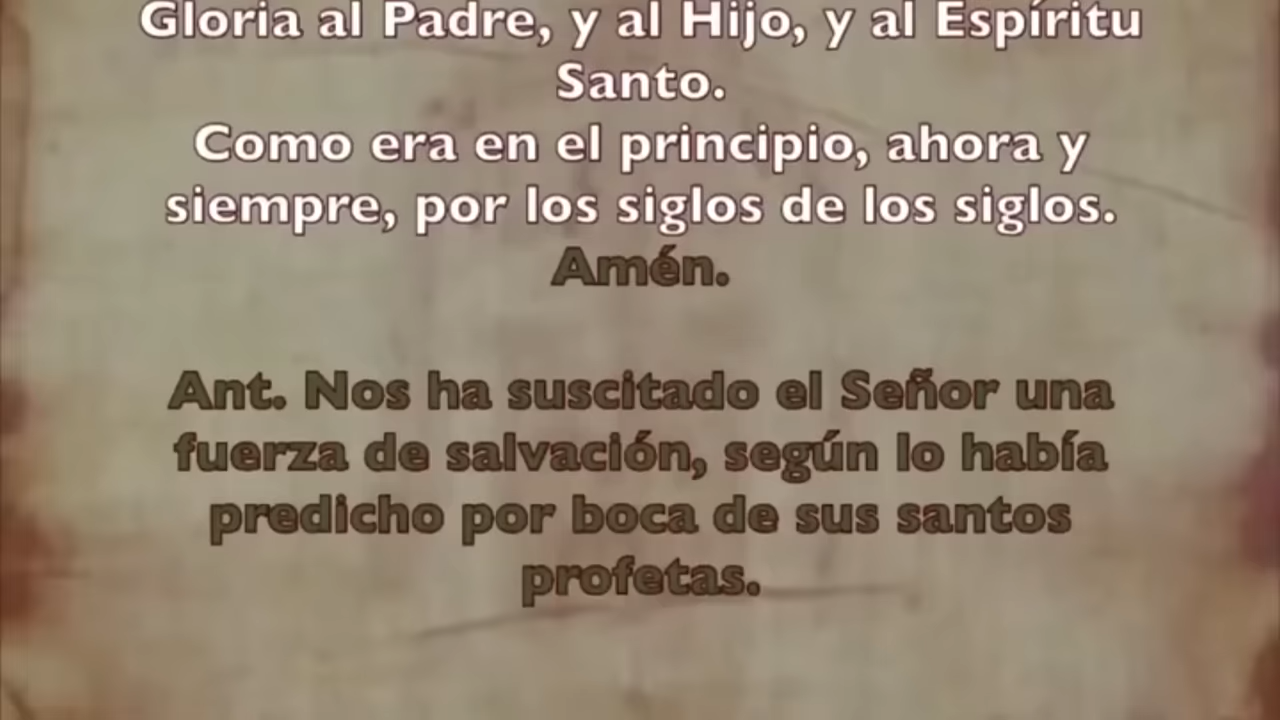 Gloria al Padre, y al Hijo, y al Espíritu
Santo.
Como era en el principio, ahora y
siempre, por los siglos de los siglos.
Amén.
Ant. Nos ha suscitado el Señor una
fuerza de salvación, según lo había
predicho por boca de sus santos
profetas.